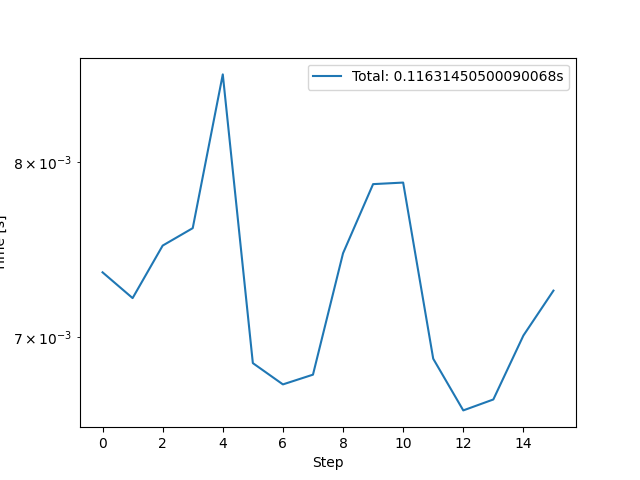 Total: 0.11631450500090068s
8 × 10⁻³
7 × 10⁻³
[s]
0 2 4 6 8 10 12 14
Step